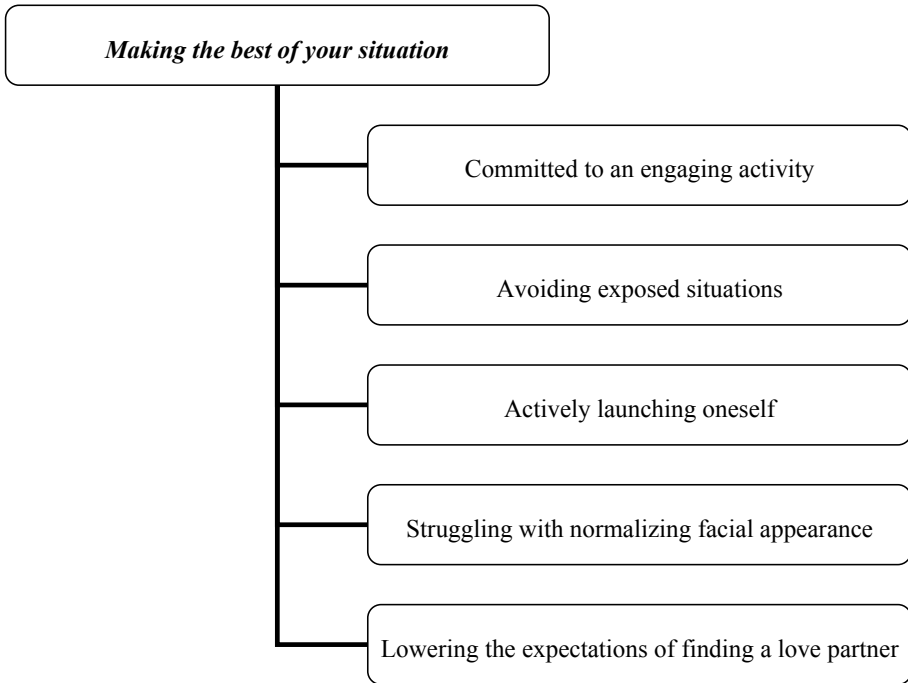 Making the best of your situation
Committed to an engaging activity
Avoiding exposed situations
Actively launching oneself
Struggling with normalizing facial appearance
Lowering the expectations of finding a love partner